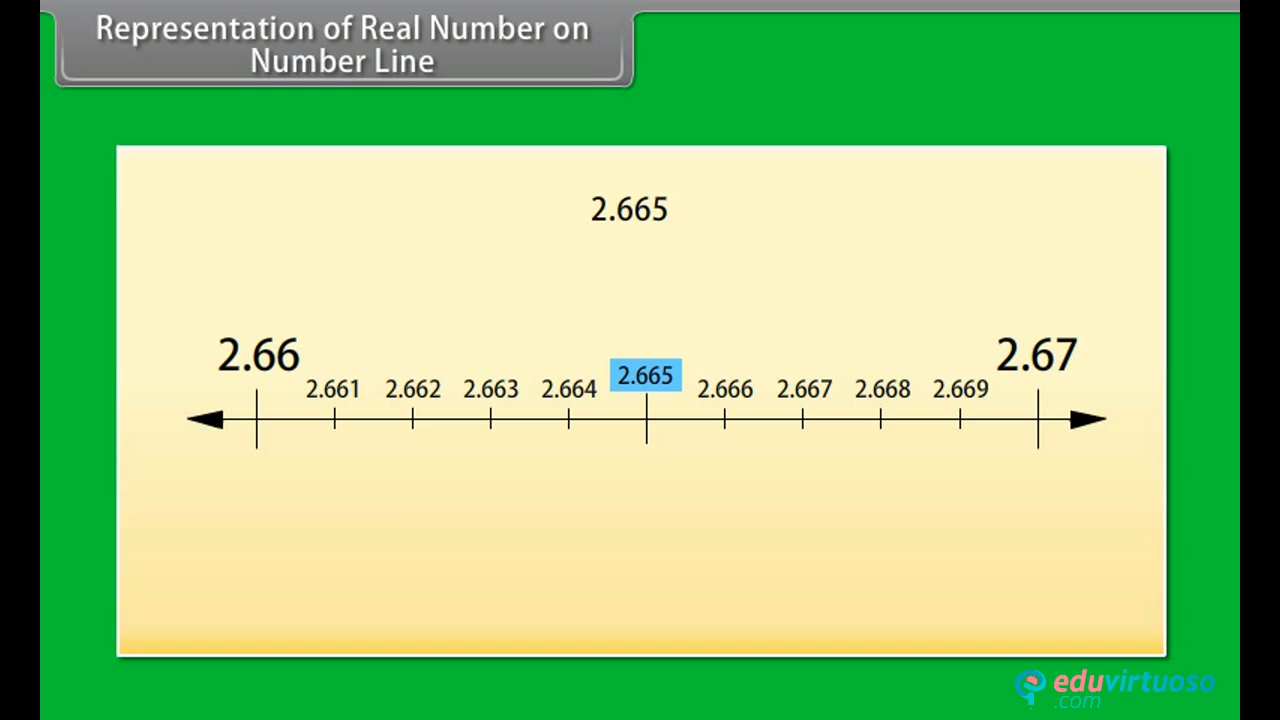 Representation of Real Number on
Number Line
2.665
2.66 2.67
2.661 2.662 2.663 2.664 2.665 2.666 2.667 2.668 2.669
eduvirtuoso
.com